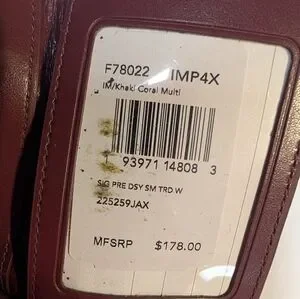 F78022 IMP4X
IM/Khaki Coral Multi
93971 14808 3
SIG PRE DSY SM TRD W
225259JAX
MFSRP $178.00